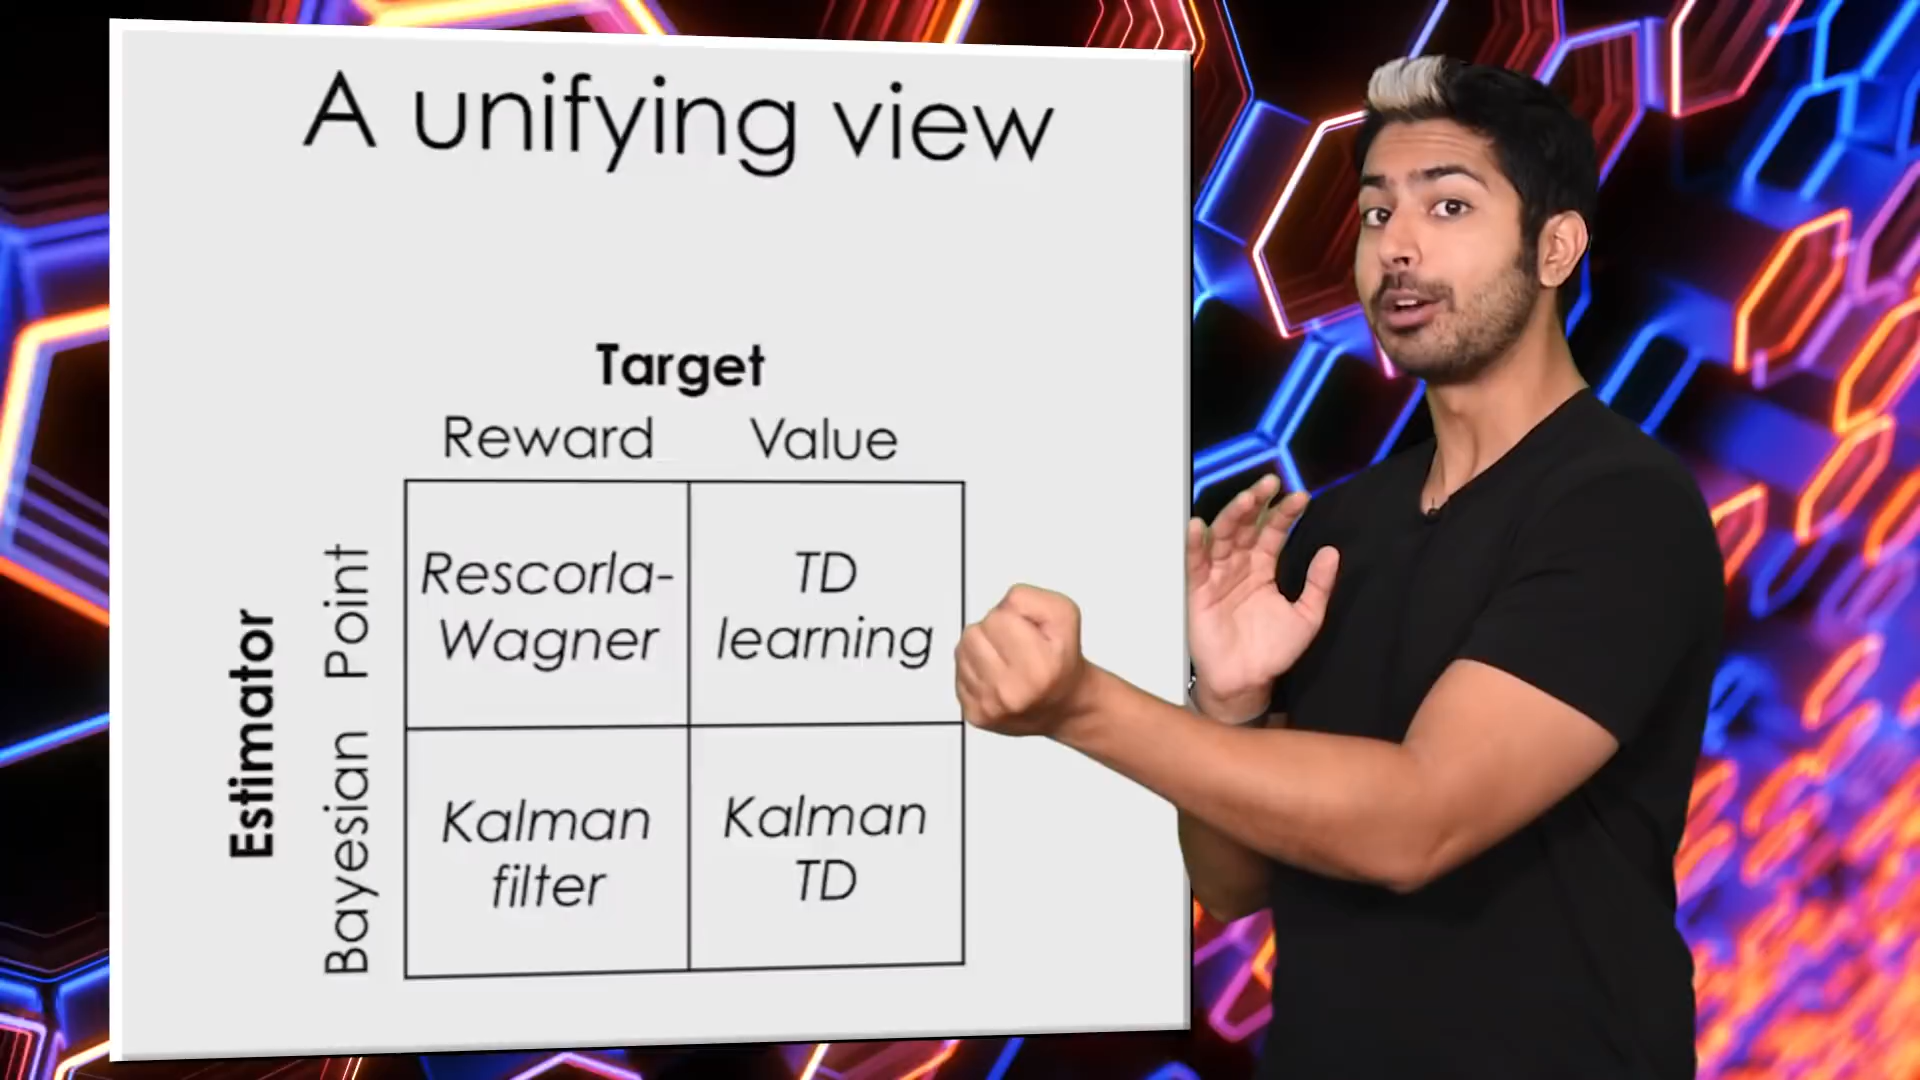 A unifying view
Target
Reward Value
Estimator
Point
Rescorla-
Wagner
TD
learning
Bayesian
Kalman
filter
Kalman
TD